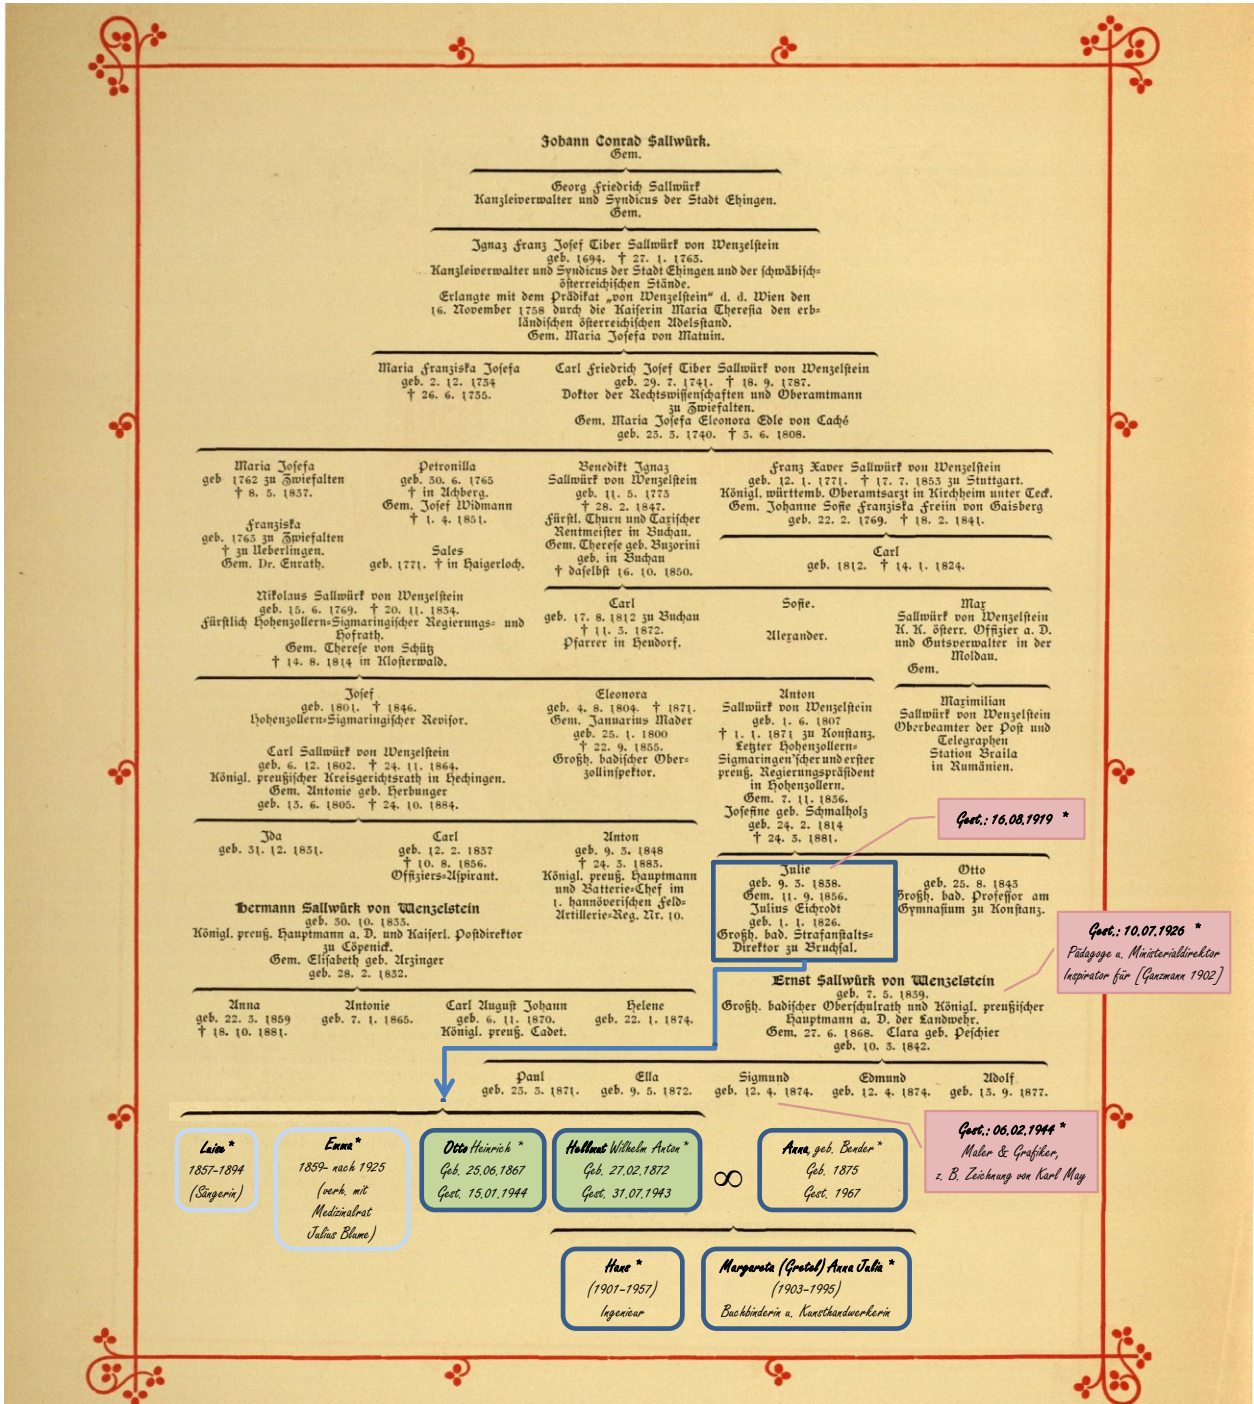 Johann Conrad Sallwürk.
Gem.
Georg Friedrich Sallwürk
Kanzleiverwalter und Syndicus der Stadt Ehingen.
Gem.
Ignaz Franz Josef Tiber Sallwürk von Wenzelstein
geb. 1694. † 27. 1. 1763.
Kanzleiverwalter und Syndicus der Stadt Ehingen und der schwäbisch-
österreichischen Stände.
Erlangte mit dem Prädikat „von Wenzelstein“ d. d. Wien den
16. November 1758 durch die Kaiserin Maria Theresia den erb-
ländischen österreichischen Adelsstand.
Gem. Maria Josefa von Matuin.
Maria Franziska Josefa
geb. 2. 12. 1734
† 26. 6. 1735.
Carl Friedrich Josef Tiber Sallwürk von Wenzelstein
geb. 29. 7. 1741. † 18. 9. 1787.
Doktor der Rechtswissenschaften und Oberamtmann
zu Zwiefalten.
Gem. Maria Josefa Eleonora Edle von Caché
geb. 23. 3. 1740. † 3. 6. 1808.
Maria Josefa
geb 1762 zu Zwiefalten
† 8. 5. 1837.
Franziska
geb. 1763 zu Zwiefalten
† zu Ueberlingen.
Gem. Dr. Enrath.
Petronilla
geb. 30. 6. 1765
† in Achberg.
Gem. Josef Widmann
† 1. 4. 1851.
Sales
geb. 1771. † in Haigerloch.
Nikolaus Sallwürk von Wenzelstein
geb. 15. 6. 1769. † 20. 11. 1834.
Fürstlich Hohenzollern-Sigmaringischer Regierungs- und
Hofrath.
Gem. Therese von Schütz
† 14. 8. 1814 in Klosterwald.
Benedikt Ignaz
Sallwürk von Wenzelstein
geb. 11. 5. 1773
† 28. 2. 1847.
Fürstl. Thurn und Taxischer
Rentmeister in Buchau.
Gem. Therese geb. Buzorini
geb. in Buchau
† daselbst 16. 10. 1850.
Franz Xaver Sallwürk von Wenzelstein
geb. 12. 1. 1771. † 17. 7. 1853 zu Stuttgart.
Königl. württemb. Oberamtsarzt in Kirchheim unter Teck.
Gem. Johanne Sofie Franziska Freiin von Gaisberg
geb. 22. 2. 1769. † 18. 2. 1841.
Carl
geb. 1812. † 14. 1. 1824.
Carl
geb. 17. 8. 1812 zu Buchau
† 11. 3. 1872.
Pfarrer in Heudorf.
Sofie.
Alexander.
Max
Sallwürk von Wenzelstein
K. K. österr. Offizier a. D.
und Gutsverwalter in der
Moldau.
Gem.
Maximilian
Sallwürk von Wenzelstein
Oberbeamter der Post und
Telegraphen
Station Braila
in Rumänien.
Josef
geb. 1801. † 1846.
Hohenzollern-Sigmaringischer Revisor.
Carl Sallwürk von Wenzelstein
geb. 6. 12. 1802. † 24. 11. 1864.
Königl. preußischer Kreisgerichtsrath in Hechingen.
Gem. Antonie geb. Herbunger
geb. 13. 6. 1805. † 24. 10. 1884.
Eleonora
geb. 4. 8. 1804. † 1871.
Gem. Januarius Mader
geb. 25. 1. 1800
† 22. 9. 1855.
Großh. badischer Ober-
zollinspektor.
Anton
Sallwürk von Wenzelstein
geb. 1. 6. 1807
† 1. 1. 1871 zu Konstanz.
Letzter Hohenzollern-
Sigmaringen'scher und erster
preuß. Regierungspräsident
in Hohenzollern.
Gem. 7. 11. 1836.
Josefine geb. Schmalholz
geb. 24. 2. 1814
† 24. 3. 1881.
Gest.: 16.08.1919 *
Ida
geb. 31. 12. 1831.
Carl
geb. 12. 2. 1837
† 10. 8. 1856.
Offiziers-Aspirant.
Anton
geb. 9. 3. 1848
† 24. 3. 1883.
Königl. preuß. Hauptmann
und Batterie-Chef im
1. hannöverischen Feld-
Artillerie-Reg. Nr. 10.
Hermann Sallwürk von Wenzelstein
geb. 30. 10. 1833.
Königl. preuß. Hauptmann a. D. und Kaiserl. Postdirektor
zu Cöpenick.
Gem. Elisabeth geb. Arzinger
geb. 28. 2. 1832.
Julie
geb. 9. 3. 1838.
Gem. 11. 9. 1856.
Julius Eichrodt
geb. 1. 1. 1826.
Großh. bad. Strafanstalts-
Direktor zu Bruchsal.
Otto
geb. 25. 8. 1843
Großh. bad. Professor am
Gymnasium zu Konstanz.
Gest.: 10.07.1926 *
Pädagoge u. Ministerialdirektor
Inspirator für [Ganzmann 1902]
Ernst Sallwürk von Wenzelstein
geb. 7. 5. 1839.
Großh. badischer Oberschulrath und Königl. preußischer
Hauptmann a. D. der Landwehr.
Gem. 27. 6. 1868. Clara geb. Peschier
geb. 10. 3. 1842.
Anna
geb. 22. 3. 1859
† 18. 10. 1881.
Antonie
geb. 7. 1. 1865.
Carl August Johann
geb. 6. 11. 1870.
Königl. preuß. Cadet.
Helene
geb. 22. 1. 1874.
Paul
geb. 23. 3. 1871.
Ella
geb. 9. 5. 1872.
Sigmund
geb. 12. 4. 1874.
Edmund
geb. 12. 4. 1874.
Adolf
geb. 13. 9. 1877.
Gest.: 06.02.1944 *
Maler & Grafiker,
z. B. Zeichnung von Karl May
Luise *
1857-1894
(Sängerin)
Emma *
1859- nach 1925
(verh. mit
Medizinalrat
Julius Blume)
Otto Heinrich *
Geb. 25.06.1867
Gest. 15.01.1944
Hellmut Wilhelm Anton *
Geb. 27.02.1872
Gest. 31.07.1943
∞
Anna, geb. Bender *
Geb. 1875
Gest. 1967
Hans *
(1901-1957)
Ingenieur
Margareta (Gretel) Anna Julia *
(1903-1995)
Buchbinderin u. Kunsthandwerkerin